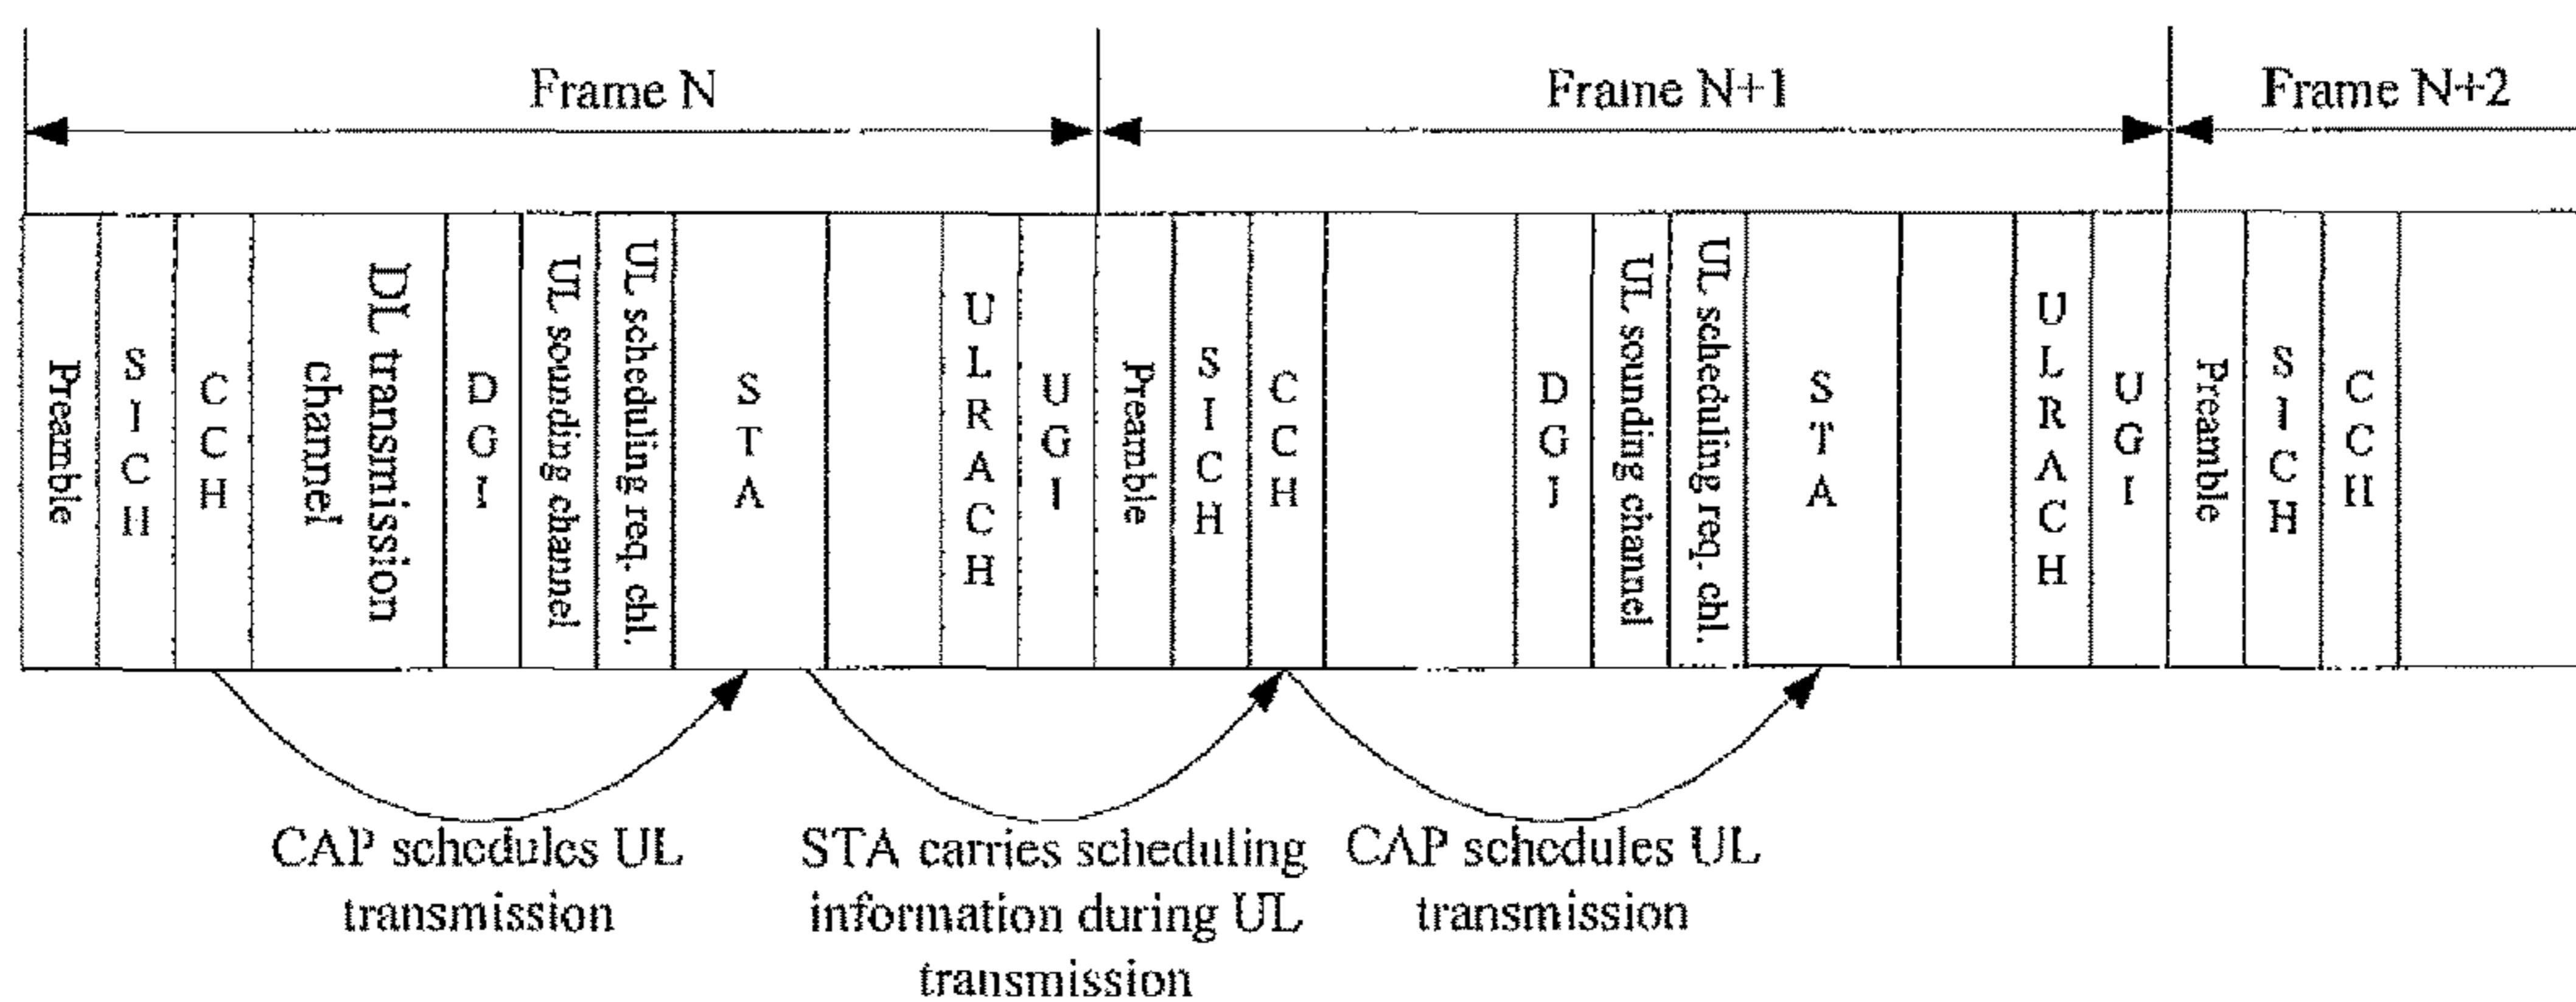 Frame N
Frame N+1
Frame N+2
Preamble
SICH
CCH
DL transmission
channel
DGI
UL sounding channel
UL scheduling req. chl.
STA
ULRACH
UGI
Preamble
SICH
CCH
DGI
UL sounding channel
UL scheduling req. chl.
STA
ULRACH
UGI
Preamble
SICH
CCH
CAP schedules UL
transmission
STA carries scheduling
information during UL
transmission
CAP schedules UL
transmission